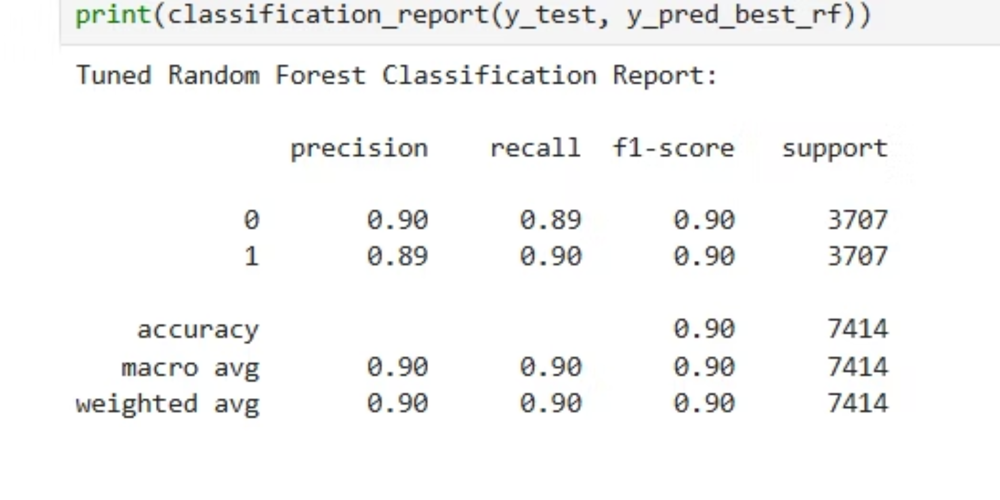 print(classification_report(y_test, y_pred_best_rf))
Tuned Random Forest Classification Report:
precision recall f1-score support
0 0.90 0.89 0.90 3707
1 0.89 0.90 0.90 3707
accuracy 0.90 7414
macro avg 0.90 0.90 0.90 7414
weighted avg 0.90 0.90 0.90 7414